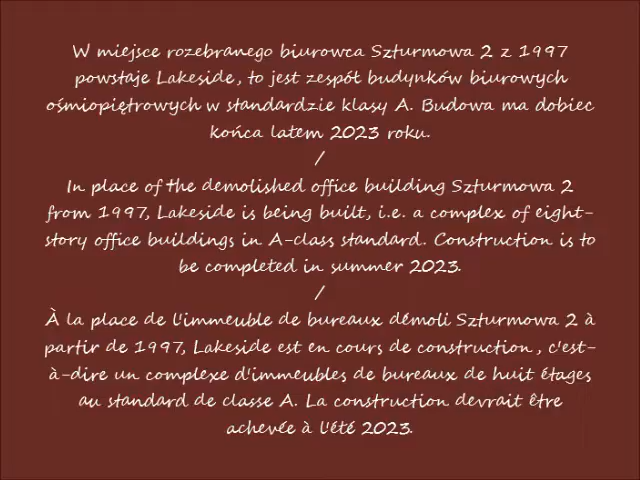 W miejsce rozebranego biurowca Szturmowa 2 z 1997
powstaje Lakeside, to jest zespół budynków biurowych
ośmiopiętrowych w standardzie klasy A. Budowa ma dobiec
końca latem 2023 roku.
/
In place of the demolished office building Szturmowa 2
from 1997, Lakeside is being built, i.e. a complex of eight-
story office buildings in A-class standard. Construction is to
be completed in summer 2023.
/
À la place de l'immeuble de bureaux démoli Szturmowa 2 à
partir de 1997, Lakeside est en cours de construction, c'est-
à-dire un complexe d'immeubles de bureaux de huit étages
au standard de classe A. La construction devrait être
achevée à l'été 2023.